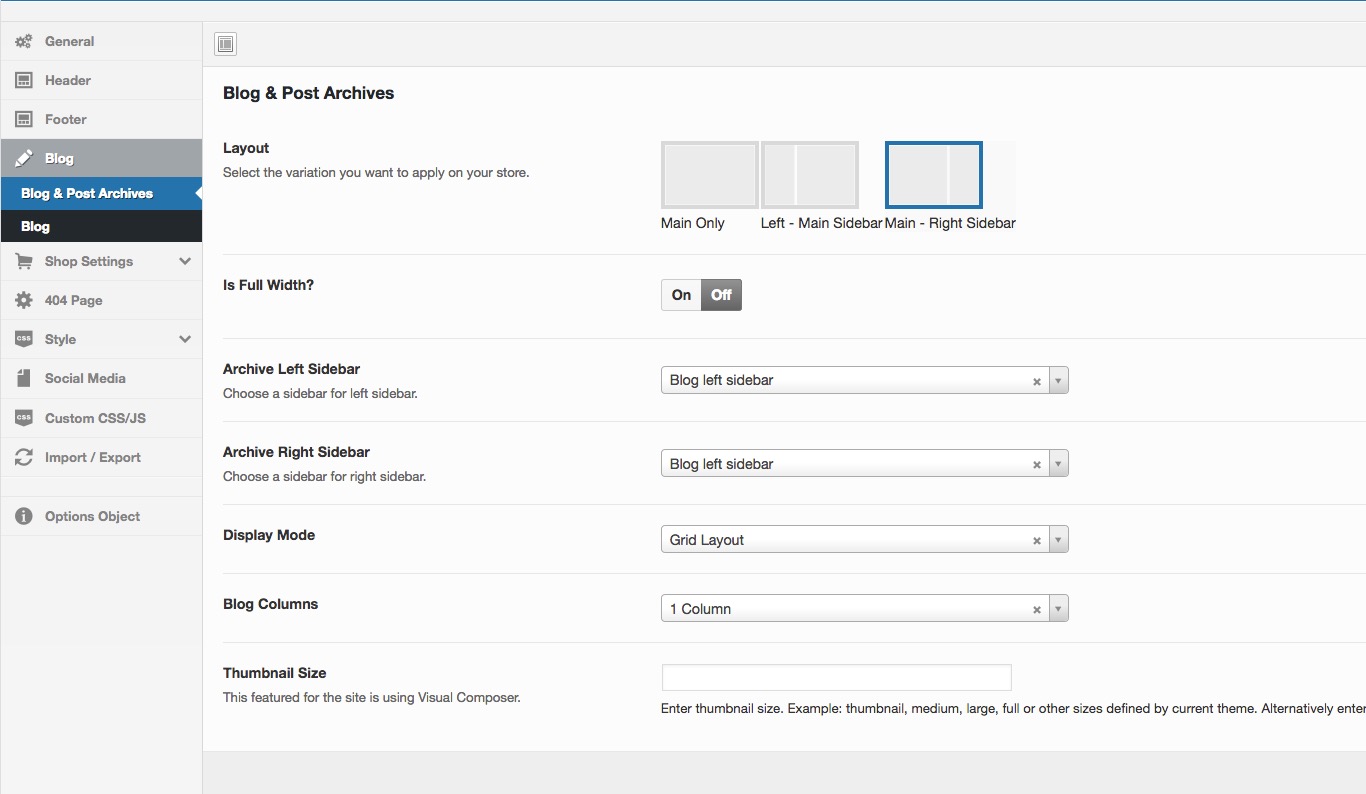 General
Header
Footer
Blog
Blog & Post Archives
Blog
Shop Settings
404 Page
css Style
Social Media
css Custom CSS/JS
Import / Export
Options Object
Blog & Post Archives
Layout
Select the variation you want to apply on your store.
Main Only
Left - Main Sidebar
Main - Right Sidebar
Is Full Width?
On Off
Archive Left Sidebar
Choose a sidebar for left sidebar.
Blog left sidebar
Archive Right Sidebar
Choose a sidebar for right sidebar.
Blog left sidebar
Display Mode
Grid Layout
Blog Columns
1 Column
Thumbnail Size
This featured for the site is using Visual Composer.
Enter thumbnail size. Example: thumbnail, medium, large, full or other sizes defined by current theme. Alternatively enter